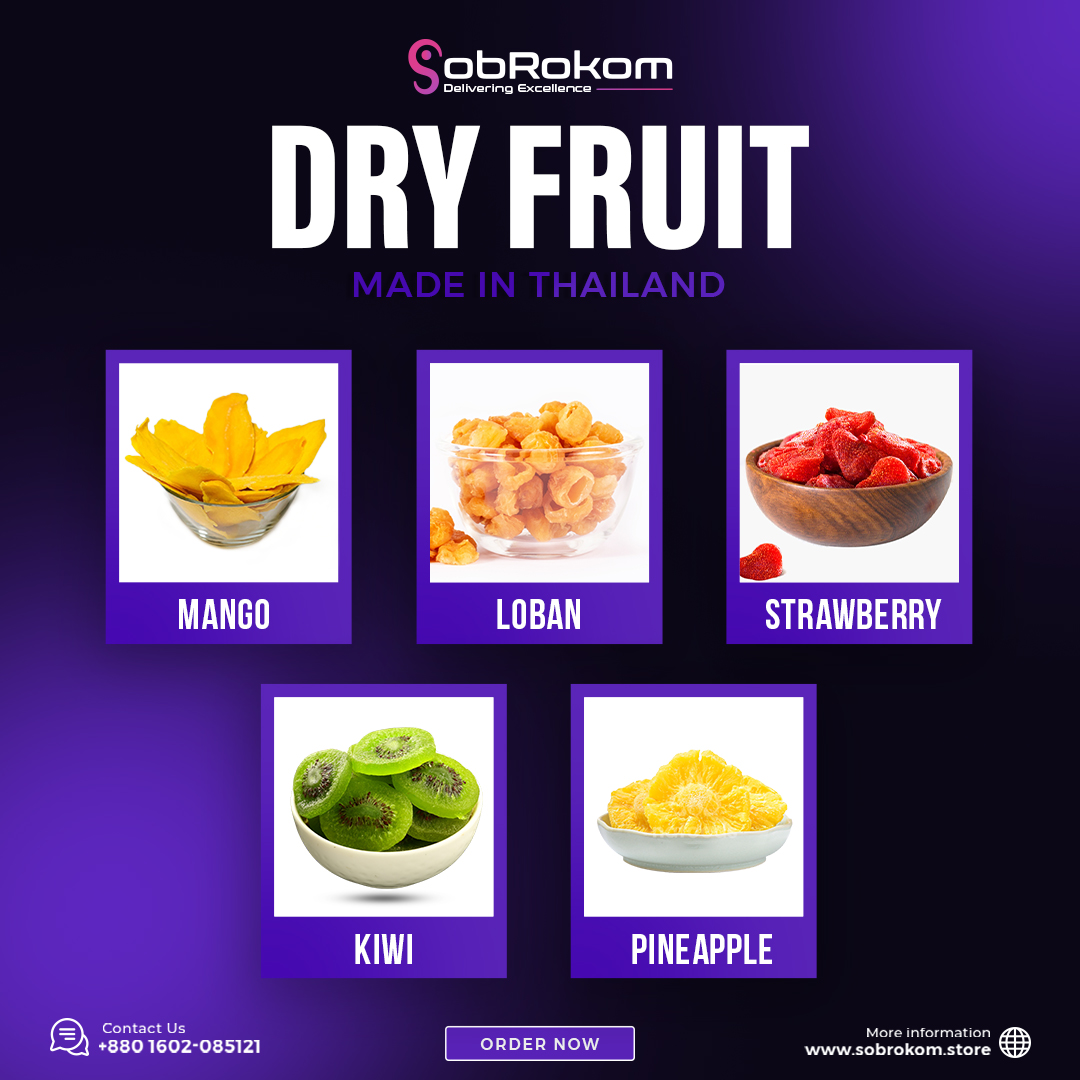 SobRokom
Delivering Excellence
DRY FRUIT
MADE IN THAILAND
MANGO
LOBAN
STRAWBERRY
KIWI
PINEAPPLE
Contact Us
+880 1602-085121
ORDER NOW
More information
www.sobrokom.store